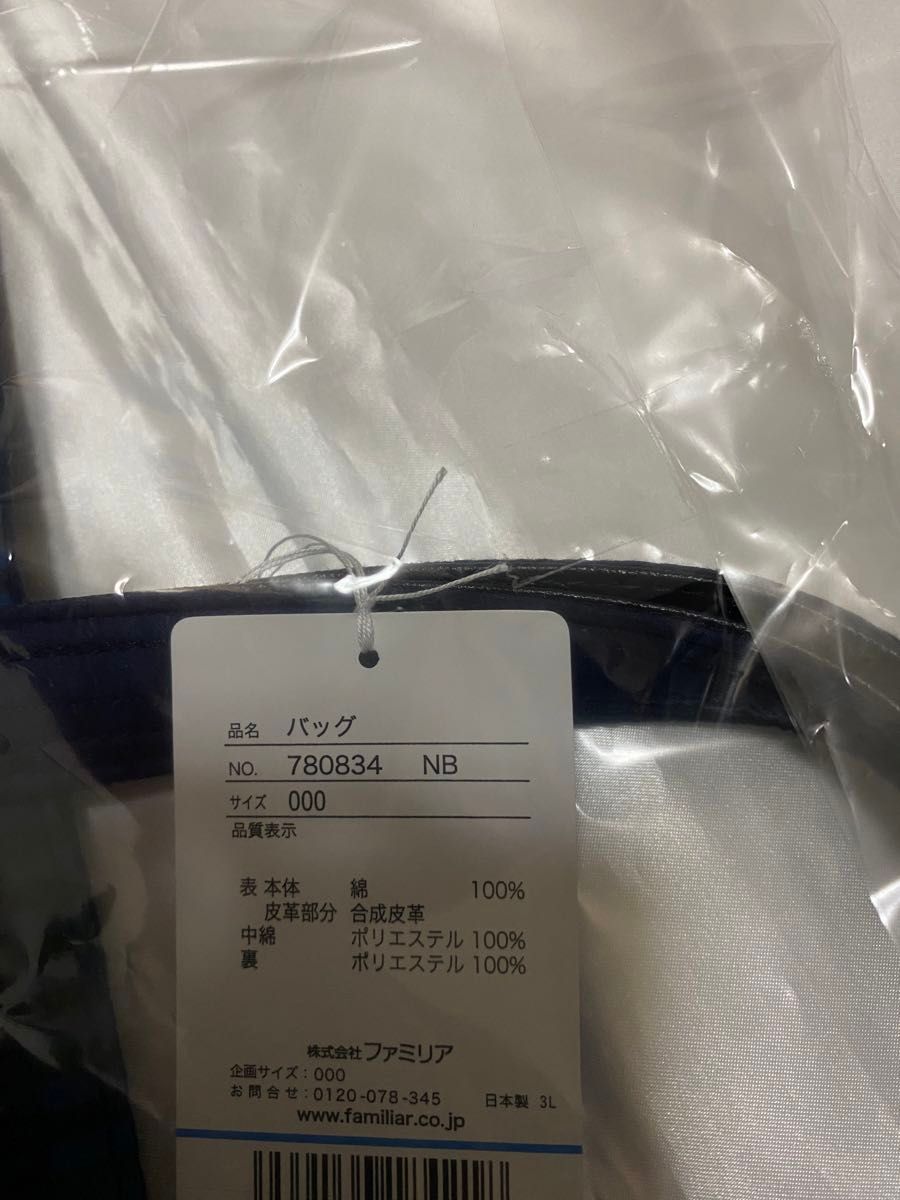 品名 バッグ
NO. 780834 NB
サイズ 000
品質表示
表 本体 綿 100%
皮革部分 合成皮革
中綿 ポリエステル 100%
裏 ポリエステル 100%
株式会社ファミリア
企画サイズ:000
お問合せ:0120-078-345 日本製 3L
www.familiar.co.jp